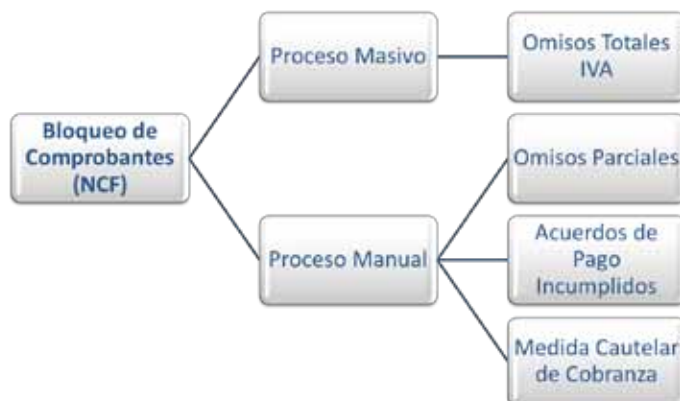 Bloqueo de
Comprobantes
(NCF)
Proceso Masivo
Omisos Totales
IVA
Proceso Manual
Omisos Parciales
Acuerdos de
Pago
Incumplidos
Medida Cautelar
de Cobranza